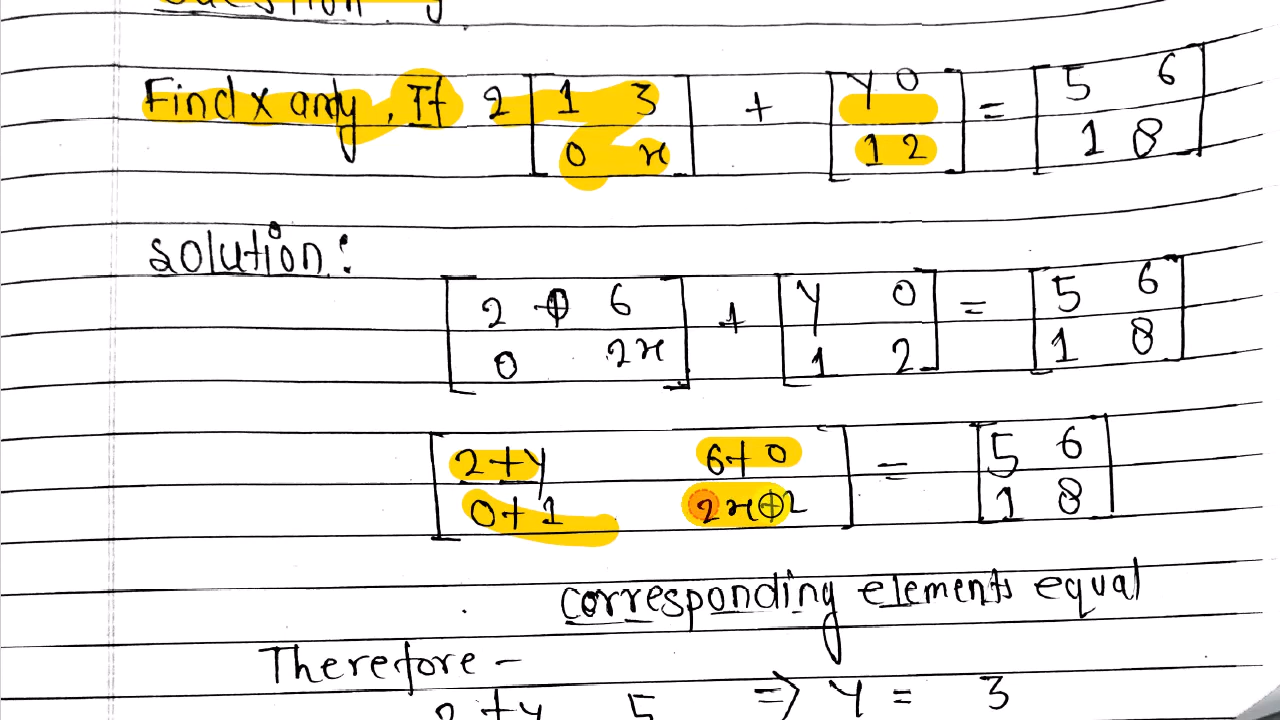 Question
Find x and y, If 2 [1 3 + [y 0 = [5 6
0 x] 1 2] 1 8]
Solution:
[2 6 + [y 0 = [5 6
0 2x] 1 2] 1 8]
[2+y 6+0 = [5 6
0+1 2x+2] 1 8]
corresponding elements equal
Therefore -
2+y 5 => y = 3